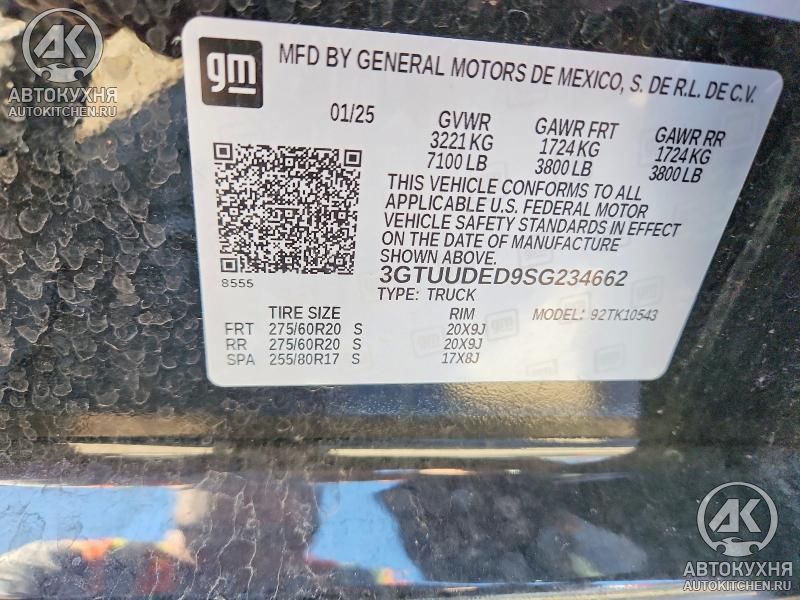 AK
АВТОКУХНЯ
AUTOKITCHEN.RU
gm
MFD BY GENERAL MOTORS DE MEXICO, S. DE R.L. DE C.V.
01/25 GVWR GAWR FRT GAWR RR
3221 KG 1724 KG 1724 KG
7100 LB 3800 LB 3800 LB
THIS VEHICLE CONFORMS TO ALL
APPLICABLE U.S. FEDERAL MOTOR
VEHICLE SAFETY STANDARDS IN EFFECT
ON THE DATE OF MANUFACTURE
SHOWN ABOVE.
3GTUUDED9SG234662
8555
TYPE: TRUCK
TIRE SIZE RIM MODEL: 92TK10543
FRT 275/60R20 S 20X9J
RR 275/60R20 S 20X9J
SPA 255/80R17 S 17X8J
AK
АВТОКУХНЯ
AUTOKITCHEN.RU